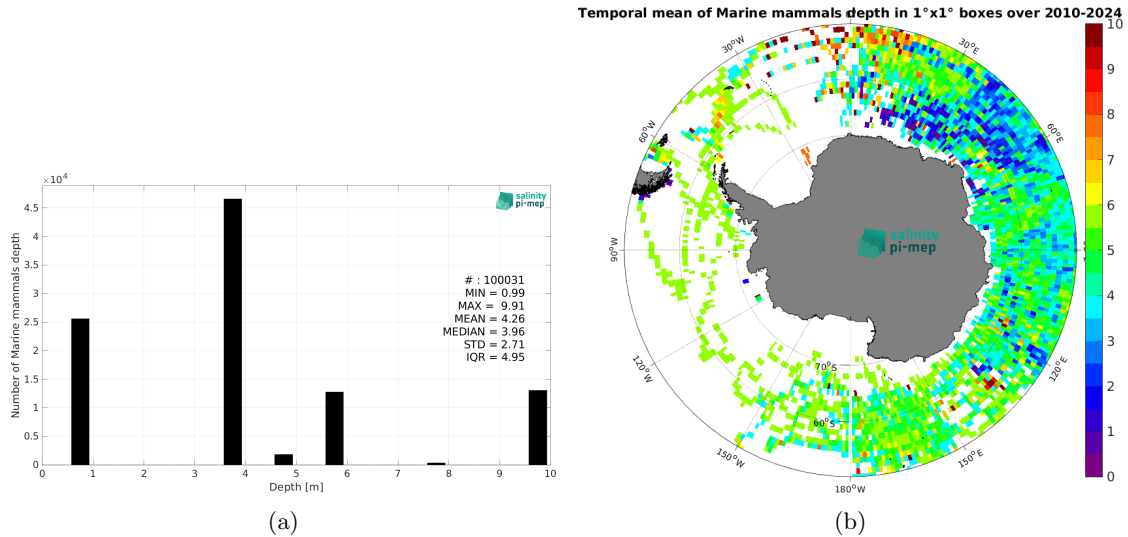 Temporal mean of Marine mammals depth in 1°x1° boxes over 2010-2024
×10⁴
4.5
4
3.5
3
2.5
2
1.5
1
0.5
0
0 1 2 3 4 5 6 7 8 9 10
Number of Marine mammals depth
Depth [m]
salinity
pi-mep
# : 100031
MIN = 0.99
MAX = 9.91
MEAN = 4.26
MEDIAN = 3.96
STD = 2.71
IQR = 4.95
(a)
30°W
0
30°E
60°W
60°E
90°W
120°W
120°E
150°W
150°E
180°W
70°S
60°S
salinity
pi-mep
10
9
8
7
6
5
4
3
2
1
0
(b)